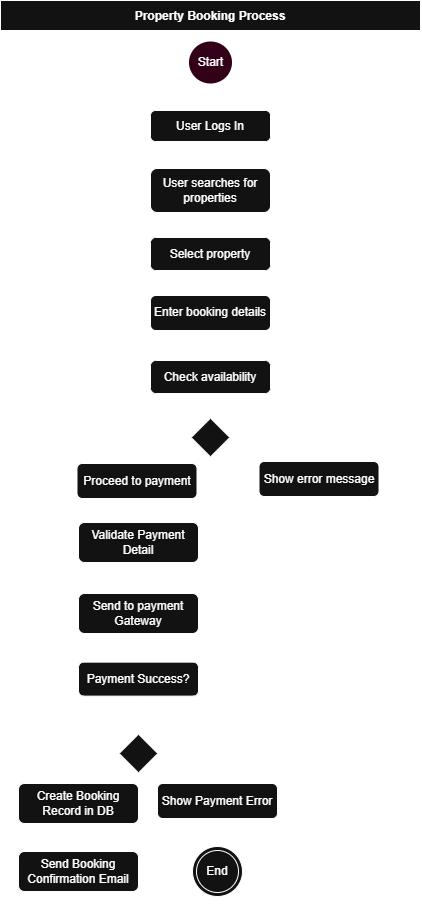 Property Booking Process
Start
User Logs In
User searches for
properties
Select property
Enter booking details
Check availability
Proceed to payment
Show error message
Validate Payment
Detail
Send to payment
Gateway
Payment Success?
Create Booking
Record in DB
Show Payment Error
Send Booking
Confirmation Email
End